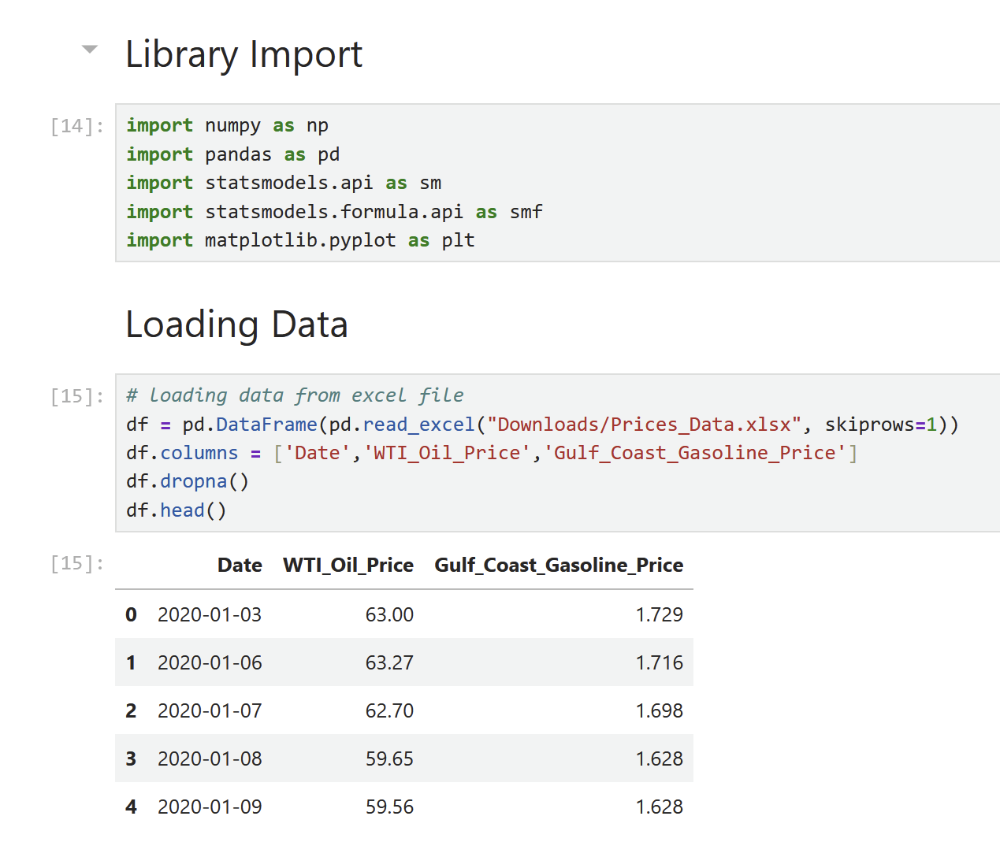 Library Import
[14]:
import numpy as np
import pandas as pd
import statsmodels.api as sm
import statsmodels.formula.api as smf
import matplotlib.pyplot as plt
Loading Data
[15]:
# loading data from excel file
df = pd.DataFrame(pd.read_excel("Downloads/Prices_Data.xlsx", skiprows=1))
df.columns = ['Date','WTI_Oil_Price','Gulf_Coast_Gasoline_Price']
df.dropna()
df.head()
[15]:
Date WTI_Oil_Price Gulf_Coast_Gasoline_Price
0 2020-01-03 63.00 1.729
1 2020-01-06 63.27 1.716
2 2020-01-07 62.70 1.698
3 2020-01-08 59.65 1.628
4 2020-01-09 59.56 1.628